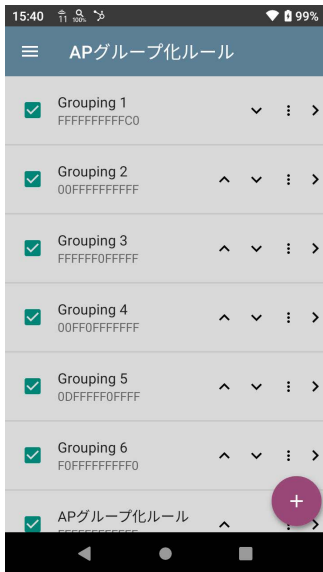 15:40 11 100% 99%
APグループ化ルール
Grouping 1
FFFFFFFFFFC0
Grouping 2
00FFFFFFFFFF
Grouping 3
FFFFFF0FFFFF
Grouping 4
00FF0FFFFFFF
Grouping 5
0DFFFFF0FFFF
Grouping 6
F0FFFFFFFFF0
APグループ化ルール